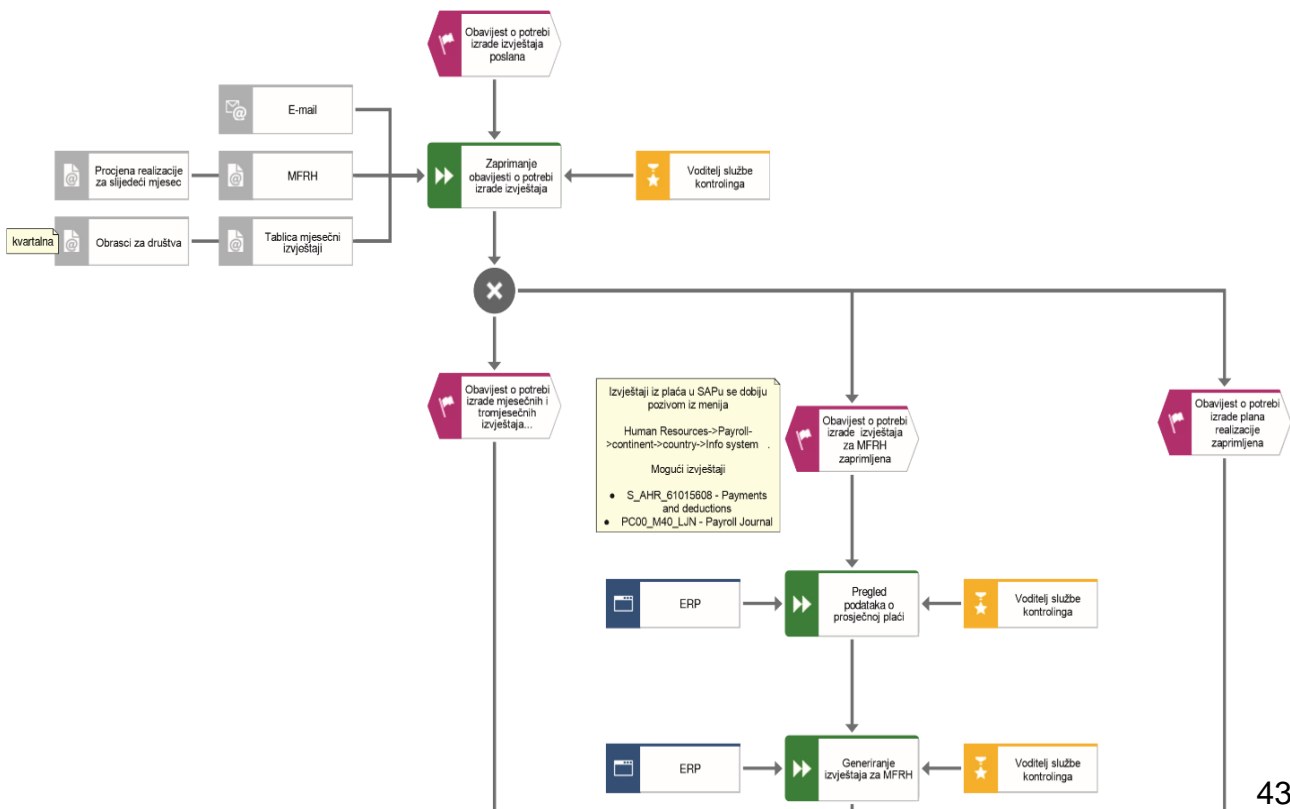 Obavijest o potrebi
izrade izvještaja
poslana
E-mail
Procjena realizacije
za slijedeći mjesec
MFRH
Zaprimanje
obavijesti o potrebi
izrade izvještaja
Voditelj službe
kontrolinga
kvartalna
Obrasci za društva
Tablica mjesečni
izvještaji
Obavijest o potrebi
izrade mjesečnih i
tromjesečnih
izvještaja...
Izvještaji iz plaća u SAPu se dobiju
pozivom iz menija
Human Resources->Payroll-
>continent->country->Info system .
Mogući izvještaji
● S_AHR_61015608 - Payments
and deductions
● PC00_M40_LJN - Payroll Journal
Obavijest o potrebi
izrade izvještaja
za MFRH
zaprimljena
Obavijest o potrebi
izrade plana
realizacije
zaprimljena
ERP
Pregled
podataka o
prosječnoj plaći
Voditelj službe
kontrolinga
ERP
Generiranje
izvještaja za MFRH
Voditelj službe
kontrolinga
43